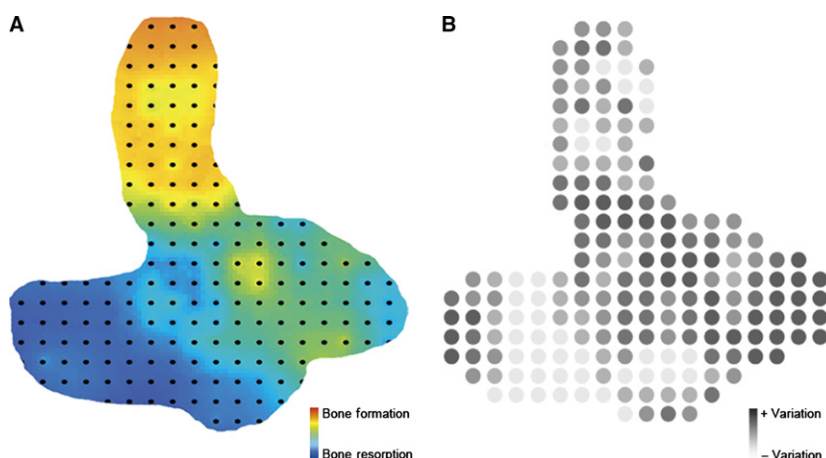 A
B
Bone formation
Bone resorption
+ Variation
– Variation